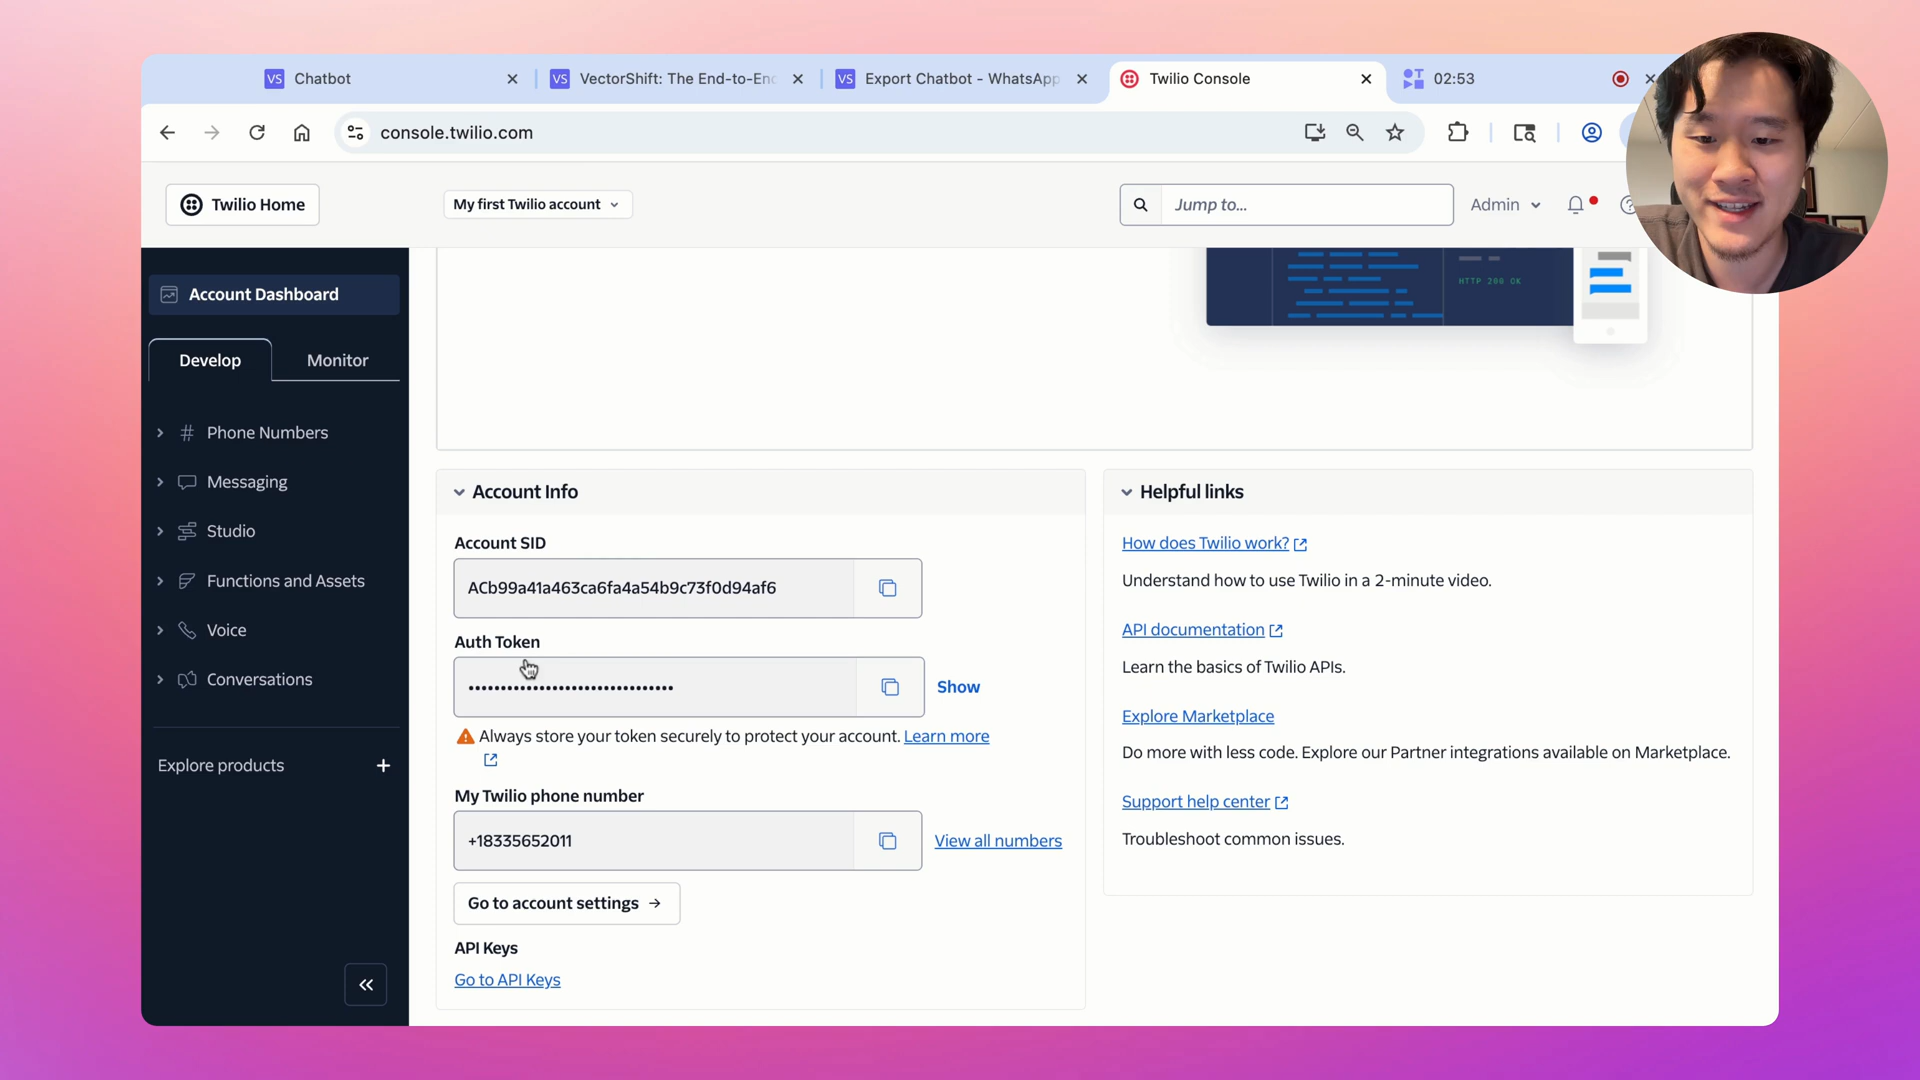 VS Chatbot
VS VectorShift: The End-to-End
VS Export Chatbot - WhatsApp
Twilio Console
02:53
console.twilio.com
Twilio Home
My first Twilio account
Jump to...
Admin
Account Dashboard
Develop
Monitor
HTTP 200 OK
Phone Numbers
Messaging
Studio
Functions and Assets
Voice
Conversations
Explore products
Account Info
Account SID
ACb99a41a463ca6fa4a54b9c73f0d94af6
Auth Token
••••••••••••••••••••••••••••••••
Show
Always store your token securely to protect your account. Learn more
My Twilio phone number
+18335652011
View all numbers
Go to account settings →
API Keys
Go to API Keys
Helpful links
How does Twilio work?
Understand how to use Twilio in a 2-minute video.
API documentation
Learn the basics of Twilio APIs.
Explore Marketplace
Do more with less code. Explore our Partner integrations available on Marketplace.
Support help center
Troubleshoot common issues.